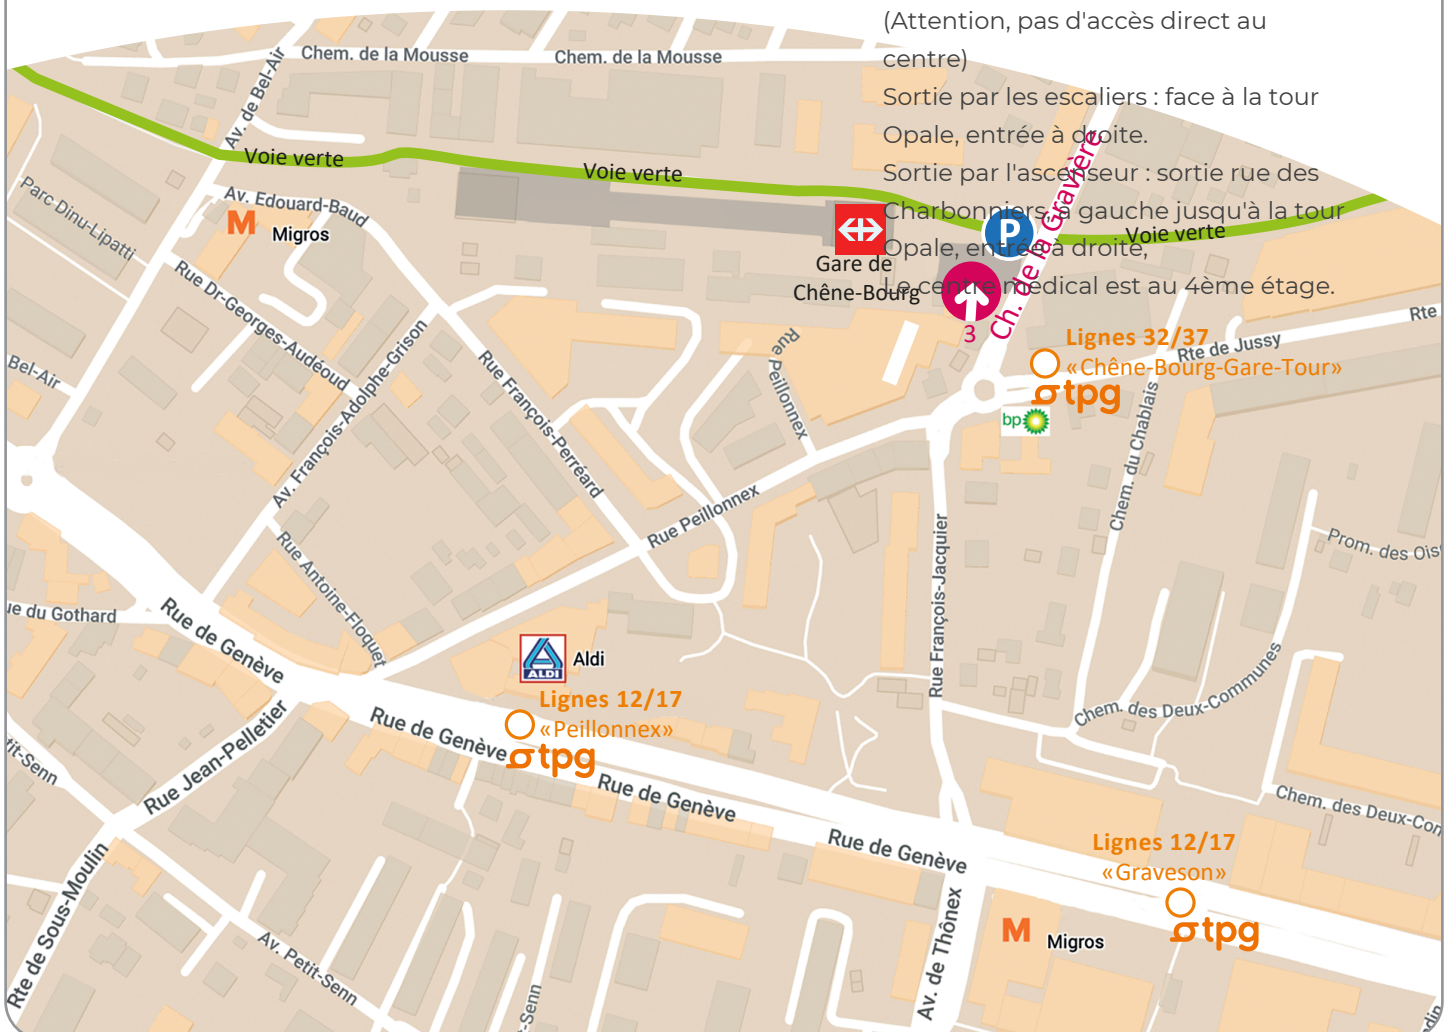 (Attention, pas d'accès direct au
centre)
Sortie par les escaliers : face à la tour
Opale, entrée à droite.
Sortie par l'ascenseur : sortie rue des
Charbonniers, à gauche jusqu'à la tour
Opale, entrée à droite,
Le centre médical est au 4ème étage.
Chem. de la Mousse
Chem. de la Mousse
Av. de Bel-Air
Voie verte
Voie verte
Voie verte
Ch. de la Gravière
P
Parc Dinu-Lipatti
Av. Edouard-Baud
M
Migros
Gare de
Chêne-Bourg
3
Rue Dr-Georges-Audéoud
Bel-Air
Av. François-Adolphe-Grison
Rue François-Perréard
Rue Peillonnex
Lignes 32/37
«Chêne-Bourg-Gare-Tour»
tpg
bp
Rte de Jussy
Rte
Chem. du Chablais
Rue Peillonnex
Rue Antoine-Floquet
Rue François-Jacquier
Prom. des Ois
ue du Gothard
Rue de Genève
ALDI
Aldi
Lignes 12/17
«Peillonnex»
tpg
Chem. des Deux-Communes
Rue Jean-Pelletier
Rue de Genève
Rue de Genève
Rue de Genève
tit-Senn
Chem. des Deux-Con
Lignes 12/17
«Graveson»
tpg
Rte de Sous-Moulin
Av. Petit-Senn
-Senn
Av. de Thônex
M
Migros
din